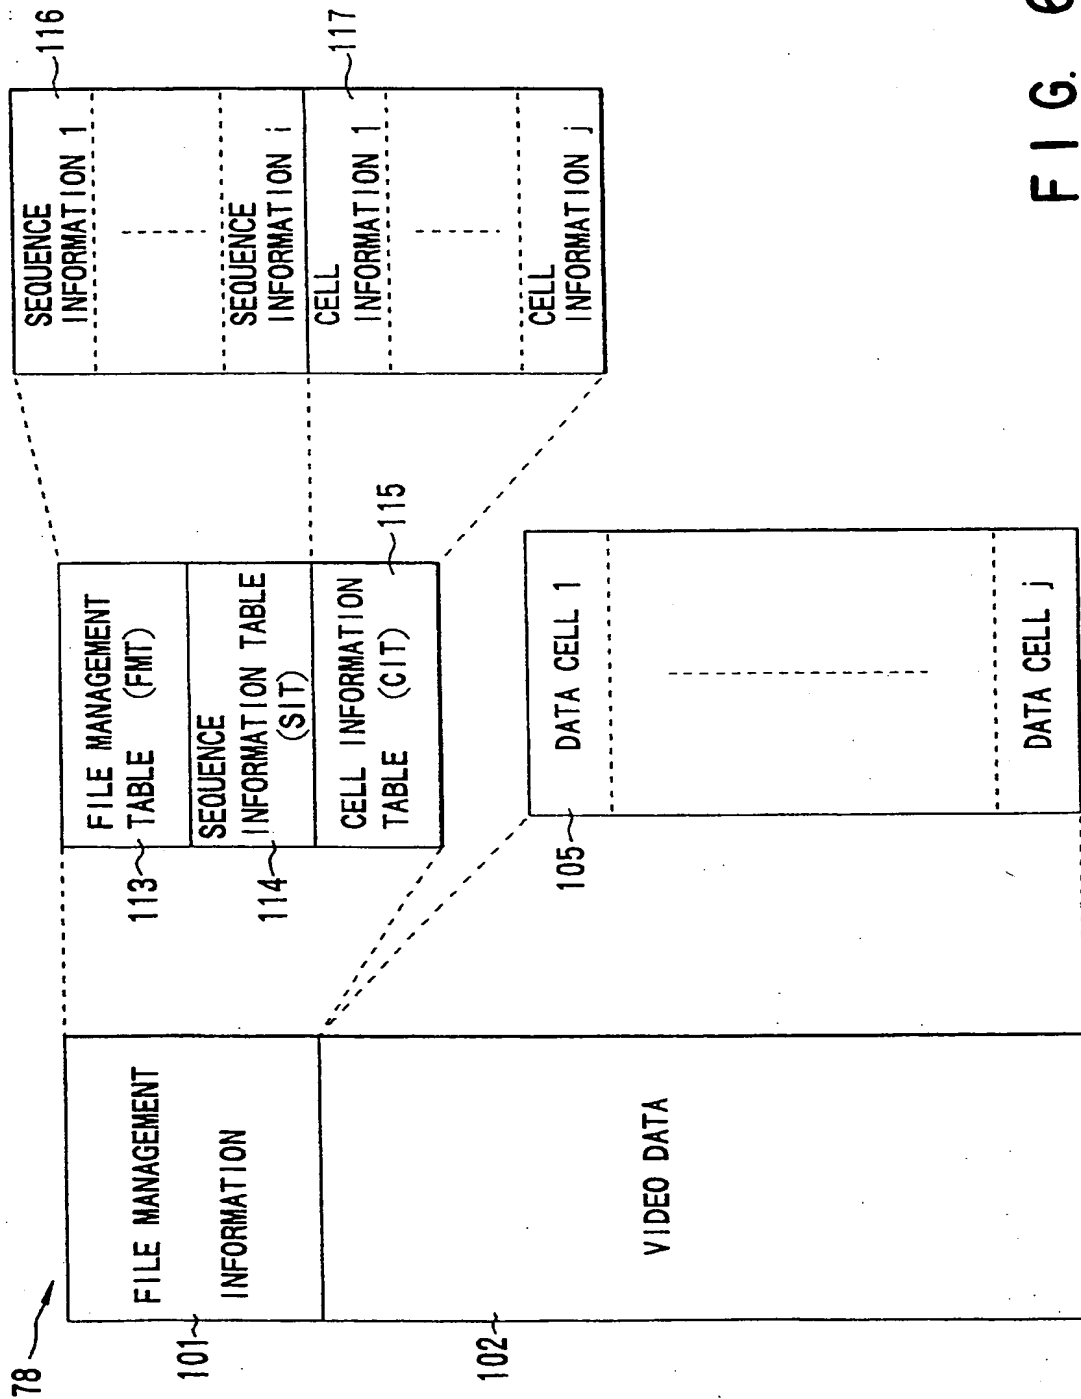 78
FILE MANAGEMENT
INFORMATION
101
VIDEO DATA
102
FILE MANAGEMENT
TABLE (FMT)
113
SEQUENCE
INFORMATION TABLE
(SIT)
114
CELL INFORMATION
TABLE (CIT)
115
SEQUENCE
INFORMATION 1
116
SEQUENCE
INFORMATION i
CELL
INFORMATION 1
117
CELL
INFORMATION j
DATA CELL 1
105
DATA CELL j
FIG.